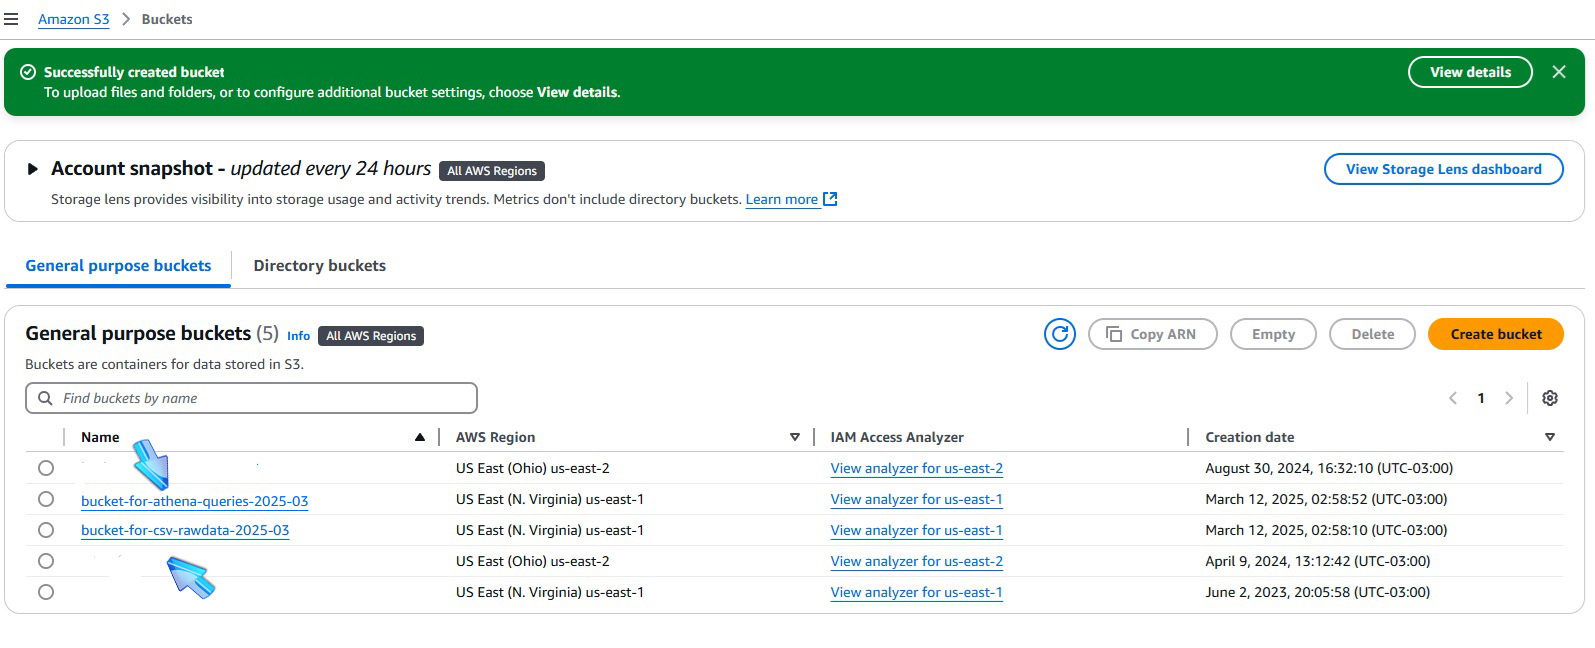 Amazon S3 > Buckets
Successfully created bucket
To upload files and folders, or to configure additional bucket settings, choose View details.
View details
Account snapshot - updated every 24 hours All AWS Regions
View Storage Lens dashboard
Storage lens provides visibility into storage usage and activity trends. Metrics don't include directory buckets. Learn more
General purpose buckets Directory buckets
General purpose buckets (5) Info All AWS Regions
Copy ARN Empty Delete Create bucket
Buckets are containers for data stored in S3.
Find buckets by name
1
Name AWS Region IAM Access Analyzer Creation date
US East (Ohio) us-east-2 View analyzer for us-east-2 August 30, 2024, 16:32:10 (UTC-03:00)
bucket-for-athena-queries-2025-03 US East (N. Virginia) us-east-1 View analyzer for us-east-1 March 12, 2025, 02:58:52 (UTC-03:00)
bucket-for-csv-rawdata-2025-03 US East (N. Virginia) us-east-1 View analyzer for us-east-1 March 12, 2025, 02:58:10 (UTC-03:00)
US East (Ohio) us-east-2 View analyzer for us-east-2 April 9, 2024, 13:12:42 (UTC-03:00)
US East (N. Virginia) us-east-1 View analyzer for us-east-1 June 2, 2023, 20:05:58 (UTC-03:00)